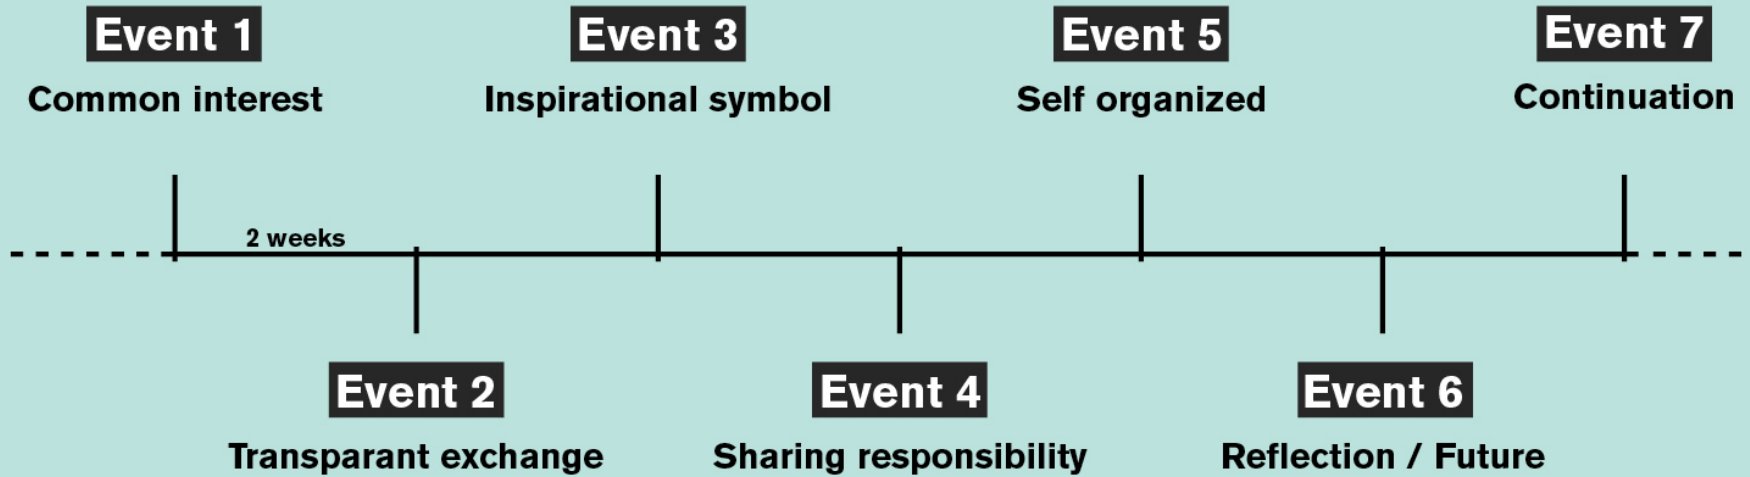 Event 1
Common interest
Event 3
Inspirational symbol
Event 5
Self organized
Event 7
Continuation
2 weeks
Event 2
Transparant exchange
Event 4
Sharing responsibility
Event 6
Reflection / Future